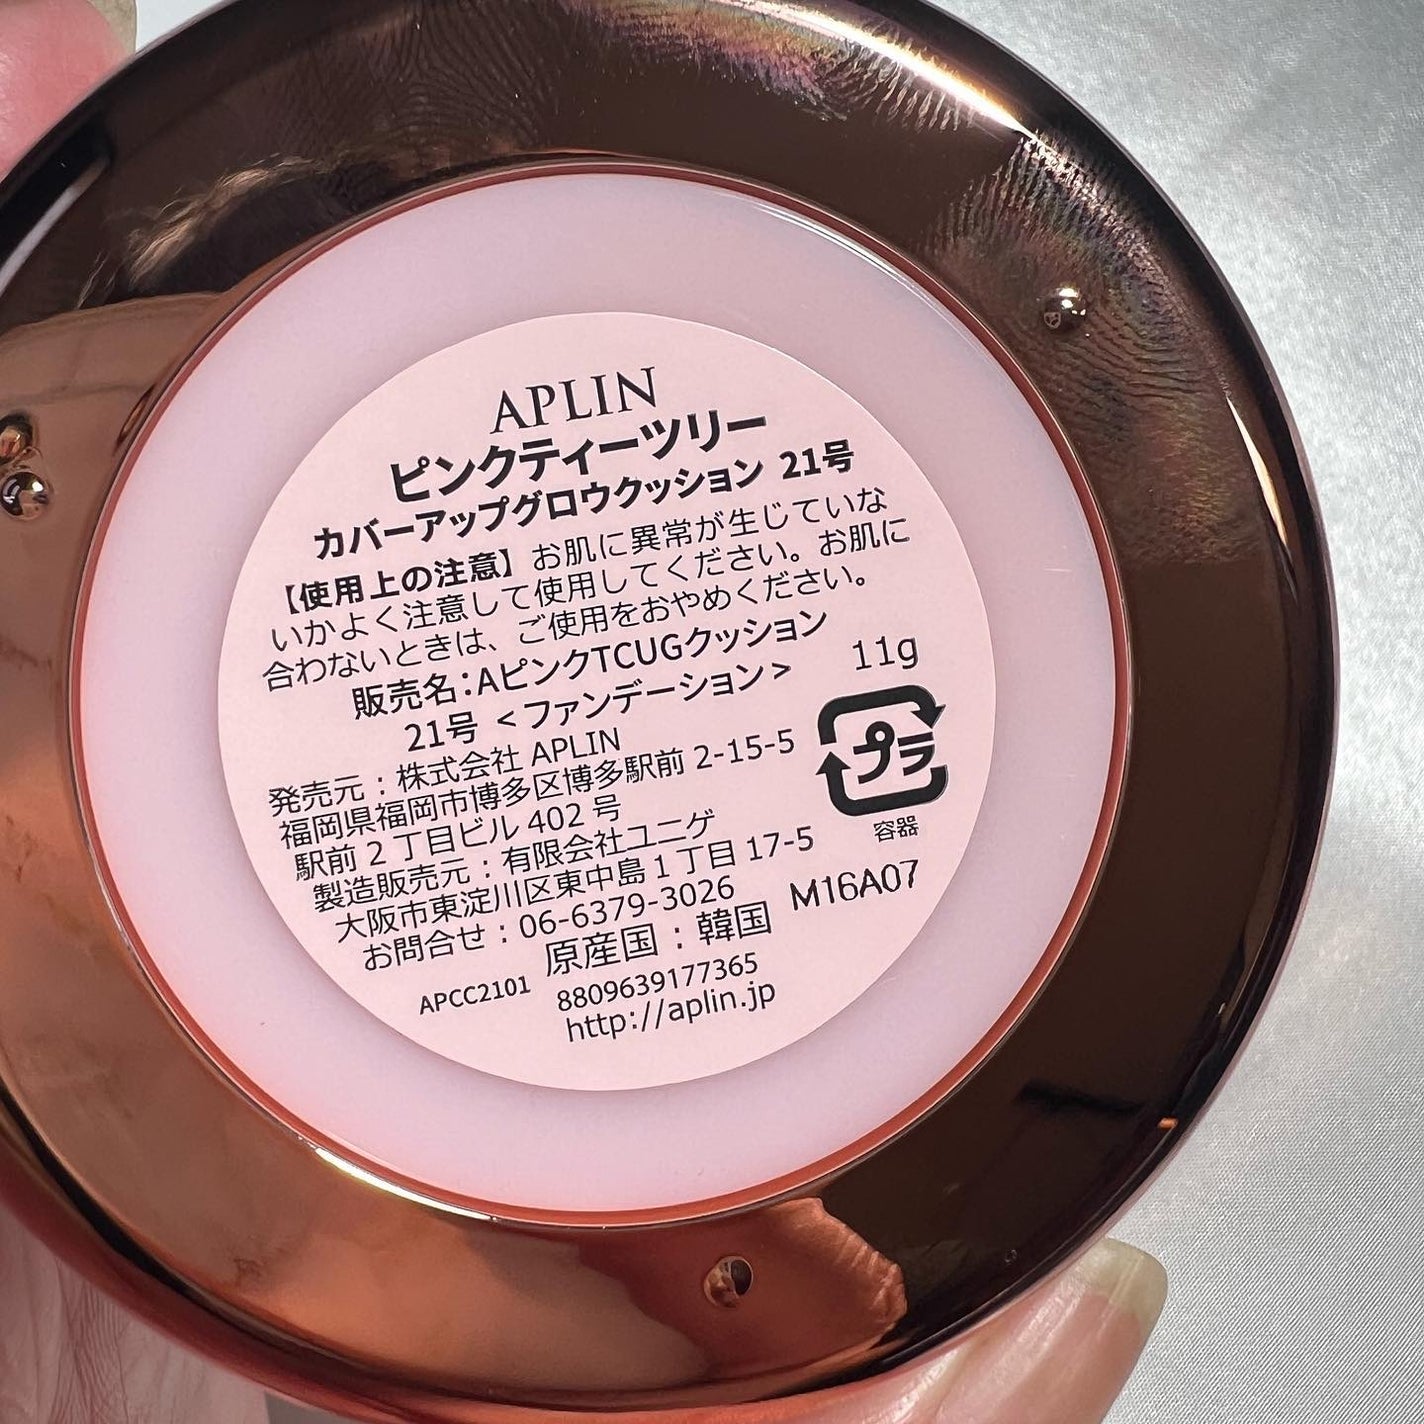 APLIN
ピンクティーツリー
カバーアップグロウクッション 21号
【使用上の注意】お肌に異常が生じていな
いかよく注意して使用してください。お肌に
合わないときは、ご使用をおやめください。
販売名：AピンクTCUGクッション
21号 <ファンデーション> 11g
発売元：株式会社 APLIN
福岡県福岡市博多区博多駅前 2-15-5
駅前２丁目ビル 402 号
製造販売元：有限会社ユニゲ
大阪市東淀川区東中島１丁目 17-5
お問合せ：06-6379-3026
プラ
容器
M16A07
原産国：韓国
APCC2101 8809639177365
http://aplin.jp